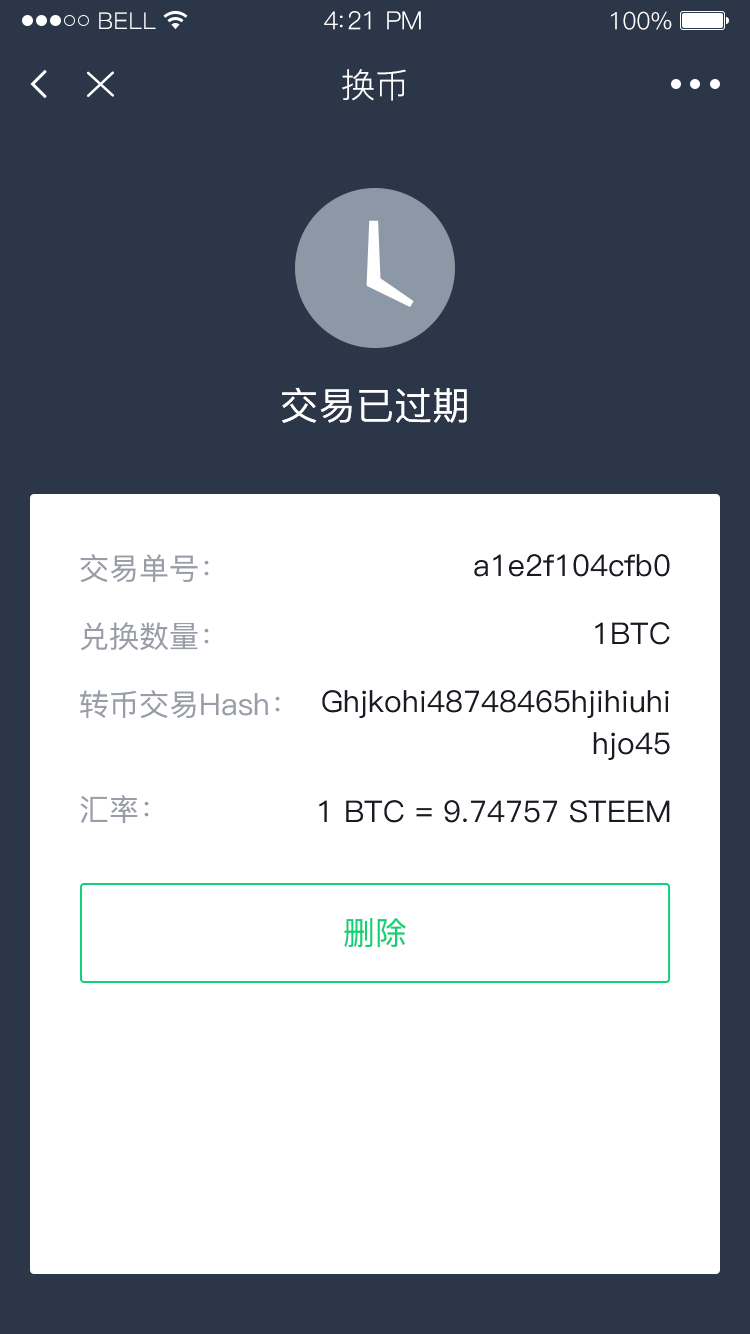 BELL 4:21 PM 100%
换币
交易已过期
交易单号： a1e2f104cfb0
兑换数量： 1BTC
转币交易Hash： Ghjkohi48748465hjihiuhi
hjo45
汇率： 1 BTC = 9.74757 STEEM
删除